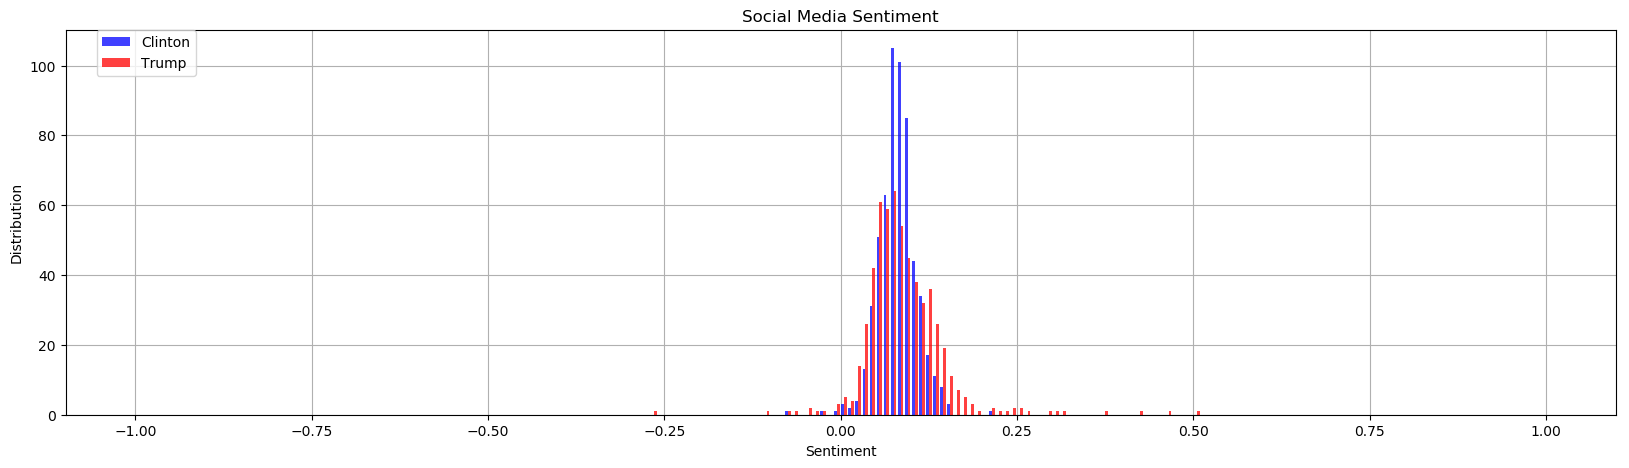 Social Media Sentiment
Clinton
Trump
Distribution
100
80
60
40
20
0
−1.00 −0.75 −0.50 −0.25 0.00 0.25 0.50 0.75 1.00
Sentiment